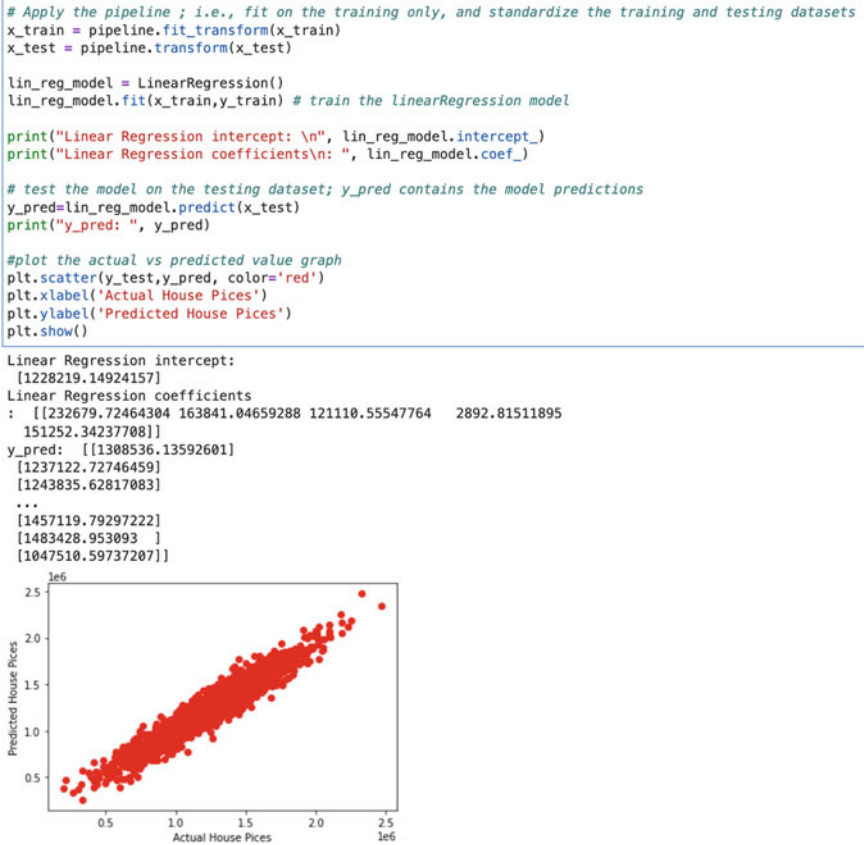 # Apply the pipeline ; i.e., fit on the training only, and standardize the training and testing datasets
x_train = pipeline.fit_transform(x_train)
x_test = pipeline.transform(x_test)
lin_reg_model = LinearRegression()
lin_reg_model.fit(x_train,y_train) # train the linearRegression model
print("Linear Regression intercept: \n", lin_reg_model.intercept_)
print("Linear Regression coefficients\n: ", lin_reg_model.coef_)
# test the model on the testing dataset; y_pred contains the model predictions
y_pred=lin_reg_model.predict(x_test)
print("y_pred: ", y_pred)
#plot the actual vs predicted value graph
plt.scatter(y_test,y_pred, color='red')
plt.xlabel('Actual House Pices')
plt.ylabel('Predicted House Pices')
plt.show()
Linear Regression intercept:
[1228219.14924157]
Linear Regression coefficients
: [[232679.72464304 163841.04659288 121110.55547764 2892.81511895
151252.34237708]]
y_pred: [[1308536.13592601]
[1237122.72746459]
[1243835.62817083]
...
[1457119.79297222]
[1483428.953093 ]
[1047510.59737207]]
1e6
2.5
2.0
1.5
1.0
0.5
Predicted House Pices
0.5 1.0 1.5 2.0 2.5
Actual House Pices 1e6